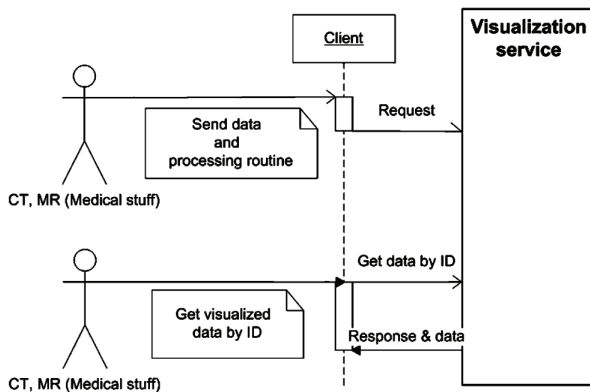 Visualization
service
Client
Request
Send data
and
processing routine
CT, MR (Medical stuff)
Get data by ID
Get visualized
data by ID
Response & data
CT, MR (Medical stuff)